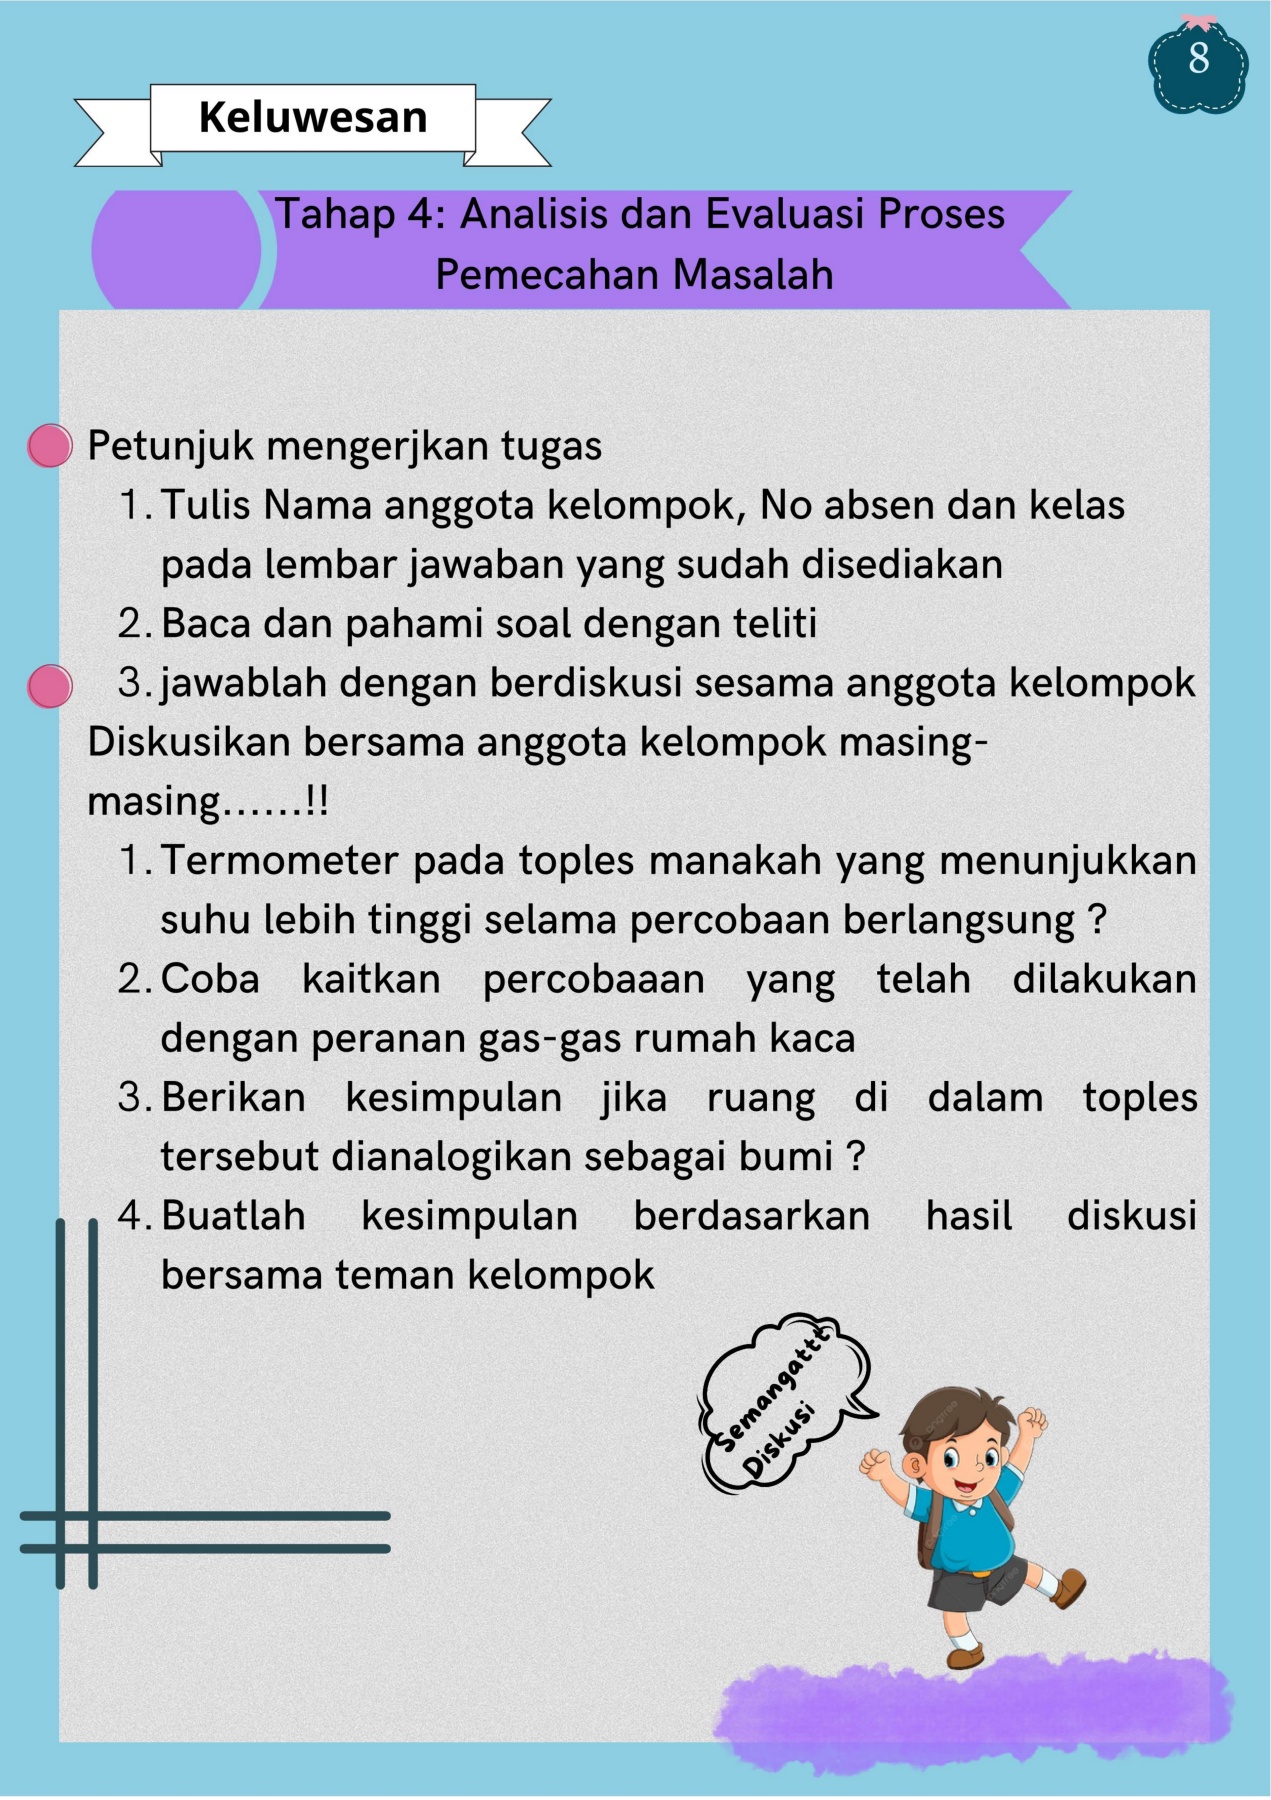 8
Keluwesan
Tahap 4: Analisis dan Evaluasi Proses
Pemecahan Masalah
Petunjuk mengerjkan tugas
1. Tulis Nama anggota kelompok, No absen dan kelas
pada lembar jawaban yang sudah disediakan
2. Baca dan pahami soal dengan teliti
3. jawablah dengan berdiskusi sesama anggota kelompok
Diskusikan bersama anggota kelompok masing-
masing......!!
1. Termometer pada toples manakah yang menunjukkan
suhu lebih tinggi selama percobaan berlangsung ?
2. Coba kaitkan percobaaan yang telah dilakukan
dengan peranan gas-gas rumah kaca
3. Berikan kesimpulan jika ruang di dalam toples
tersebut dianalogikan sebagai bumi ?
4. Buatlah kesimpulan berdasarkan hasil diskusi
bersama teman kelompok
Semangattt
Diskusi